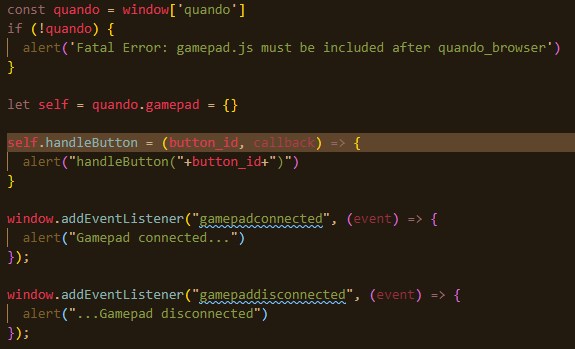 const quando = window['quando']
if (!quando) {
  alert('Fatal Error: gamepad.js must be included after quando_browser')
}

let self = quando.gamepad = {}

self.handleButton = (button_id, callback) => {
  alert("handleButton("+button_id+")")
}

window.addEventListener("gamepadconnected", (event) => {
  alert("Gamepad connected...")
});

window.addEventListener("gamepaddisconnected", (event) => {
  alert("...Gamepad disconnected")
});